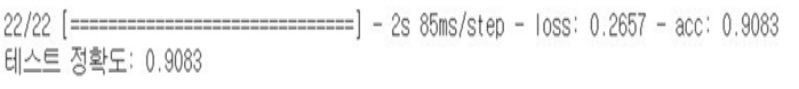 22/22 [==============================] - 2s 85ms/step - loss: 0.2657 - acc: 0.9083
테스트 정확도: 0.9083